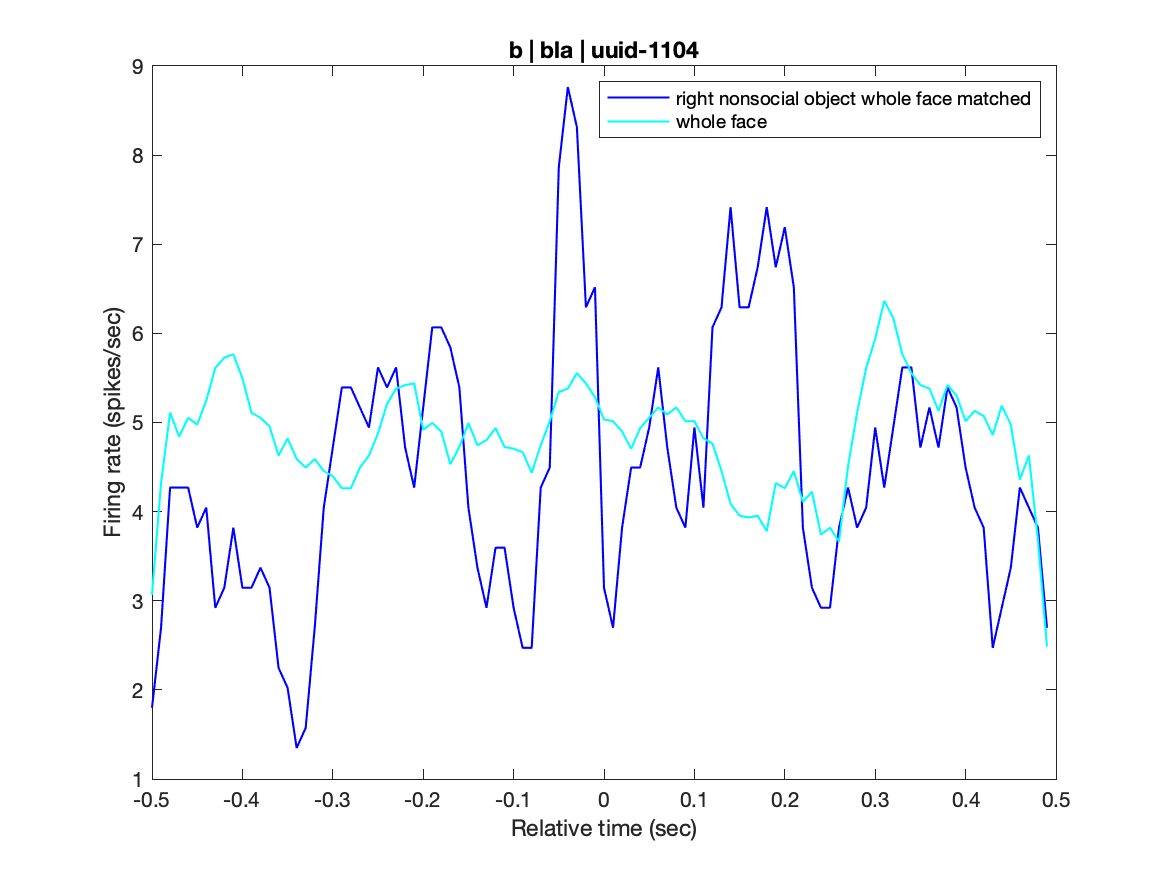 b | bla | uuid-1104
right nonsocial object whole face matched
whole face
Firing rate (spikes/sec)
9
8
7
6
5
4
3
2
1
-0.5 -0.4 -0.3 -0.2 -0.1 0 0.1 0.2 0.3 0.4 0.5
Relative time (sec)